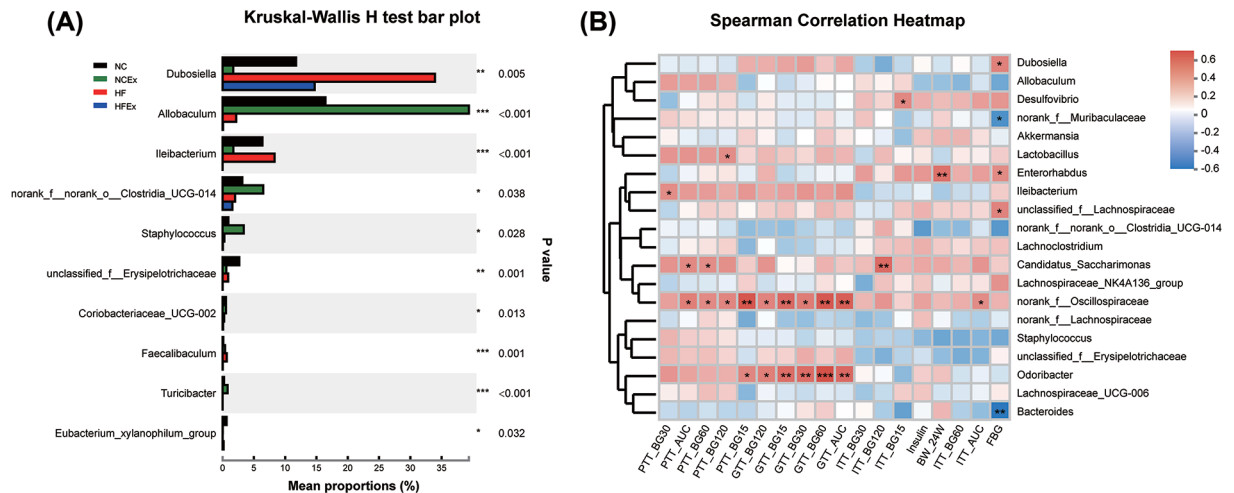 (A)
Kruskal-Wallis H test bar plot
NC
NCEx
HF
HFEx
Dubosiella
** 0.005
Allobaculum
*** <0.001
Ileibacterium
*** <0.001
norank_f__norank_o__Clostridia_UCG-014
* 0.038
Staphylococcus
* 0.028
unclassified_f__Erysipelotrichaceae
** 0.001
Coriobacteriaceae_UCG-002
* 0.013
Faecalibaculum
*** 0.001
Turicibacter
*** <0.001
Eubacterium_xylanophilum_group
* 0.032
P value
0 5 10 15 20 25 30 35
Mean proportions (%)
(B)
Spearman Correlation Heatmap
Dubosiella
*
Allobaculum
Desulfovibrio
*
norank_f__Muribaculaceae
*
Akkermansia
Lactobacillus
*
Enterorhabdus
** *
Ileibacterium
*
unclassified_f__Lachnospiraceae
*
norank_f__norank_o__Clostridia_UCG-014
Lachnoclostridium
Candidatus_Saccharimonas
* * **
Lachnospiraceae_NK4A136_group
norank_f__Oscillospiraceae
* * * ** * ** * ** ** *
norank_f__Lachnospiraceae
Staphylococcus
unclassified_f__Erysipelotrichaceae
Odoribacter
* * ** ** *** **
Lachnospiraceae_UCG-006
Bacteroides
**
0.6
0.4
0.2
0
-0.2
-0.4
-0.6
PTT_BG30
PTT_AUC
PTT_BG60
PTT_BG120
PTT_BG15
GTT_BG120
GTT_BG15
GTT_BG30
GTT_BG60
GTT_AUC
ITT_BG30
ITT_BG120
ITT_BG15
Insulin
BW_24W
ITT_BG60
ITT_AUC
FBG